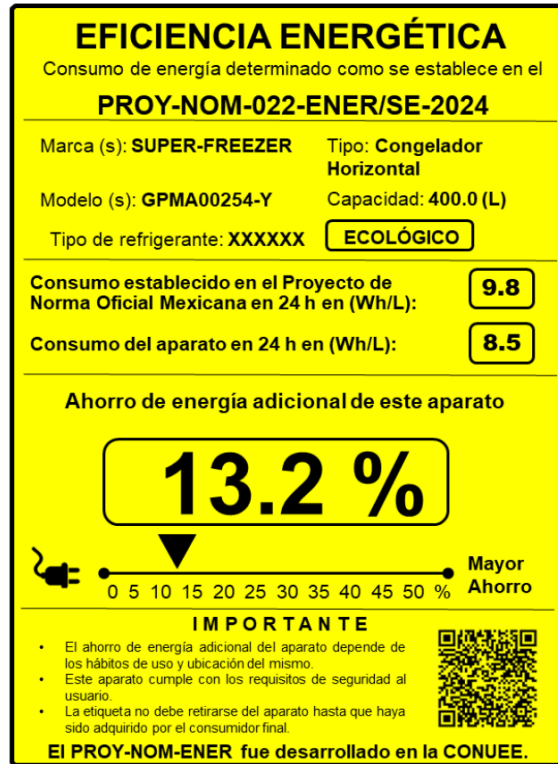 EFICIENCIA ENERGÉTICA
Consumo de energía determinado como se establece en el
PROY-NOM-022-ENER/SE-2024
Marca (s): SUPER-FREEZER
Tipo: Congelador
Horizontal
Modelo (s): GPMA00254-Y
Capacidad: 400.0 (L)
Tipo de refrigerante: XXXXXX
ECOLÓGICO
Consumo establecido en el Proyecto de
Norma Oficial Mexicana en 24 h en (Wh/L):
9.8
Consumo del aparato en 24 h en (Wh/L):
8.5
Ahorro de energía adicional de este aparato
13.2 %
0 5 10 15 20 25 30 35 40 45 50 %
Mayor
Ahorro
IMPORTANTE
• El ahorro de energía adicional del aparato depende de
los hábitos de uso y ubicación del mismo.
• Este aparato cumple con los requisitos de seguridad al
usuario.
• La etiqueta no debe retirarse del aparato hasta que haya
sido adquirido por el consumidor final.
El PROY-NOM-ENER fue desarrollado en la CONUEE.